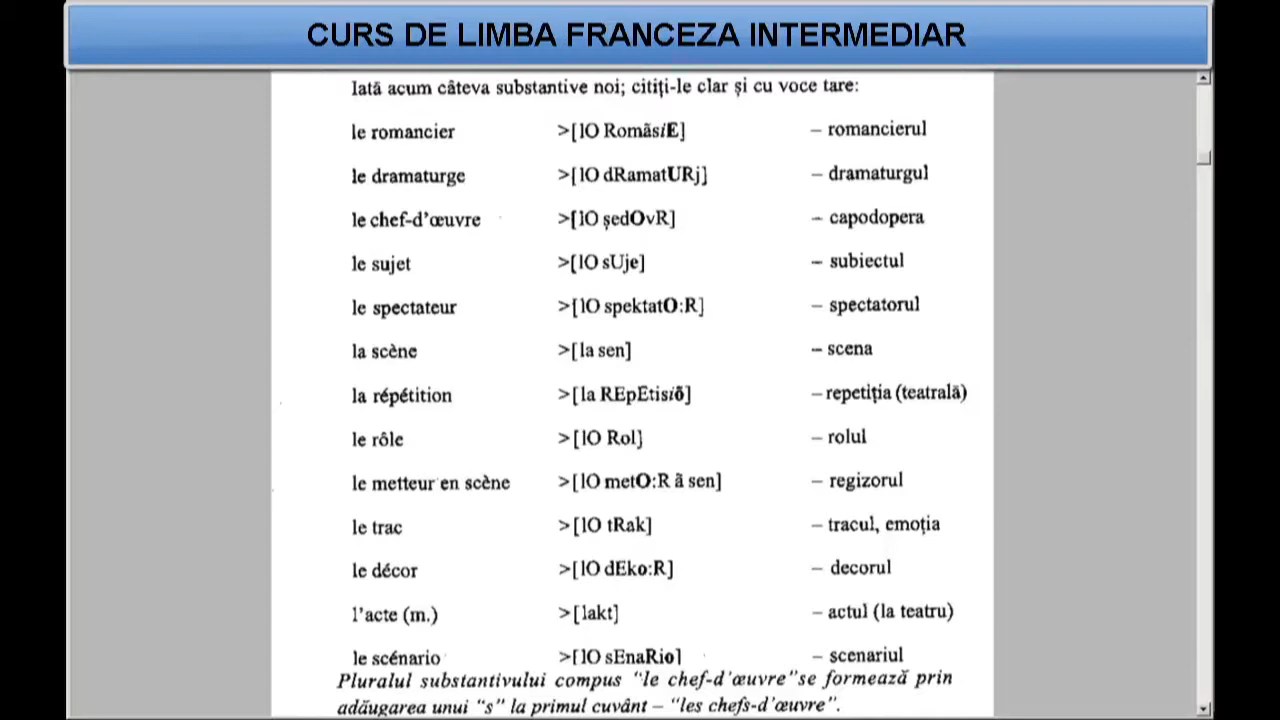 CURS DE LIMBA FRANCEZA INTERMEDIAR
Iată acum câteva substantive noi; citiți-le clar și cu voce tare:
le romancier >[lO RomãsiE] – romancierul
le dramaturge >[lO dRamatURj] – dramaturgul
le chef-d’œuvre >[lO ședOvR] – capodopera
le sujet >[lO sUje] – subiectul
le spectateur >[lO spektatO:R] – spectatorul
la scène >[la sen] – scena
la répétition >[la REpEtisiõ] – repetiția (teatrală)
le rôle >[lO Rol] – rolul
le metteur en scène >[lO metO:R ã sen] – regizorul
le trac >[lO tRak] – tracul, emoția
le décor >[lO dEko:R] – decorul
l’acte (m.) >[lakt] – actul (la teatru)
le scénario >[lO sEnaRio] – scenariul
Pluralul substantivului compus “le chef-d’œuvre”se formează prin
adăugarea unui “s” la primul cuvânt – “les chefs-d’œuvre”.